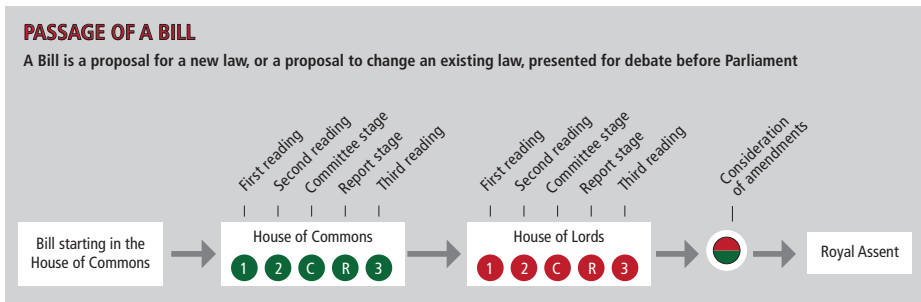 PASSAGE OF A BILL
A Bill is a proposal for a new law, or a proposal to change an existing law, presented for debate before Parliament
First reading
Second reading
Committee stage
Report stage
Third reading
First reading
Second reading
Committee stage
Report stage
Third reading
Consideration
of amendments
Bill starting in the
House of Commons
House of Commons
1 2 C R 3
House of Lords
1 2 C R 3
Royal Assent